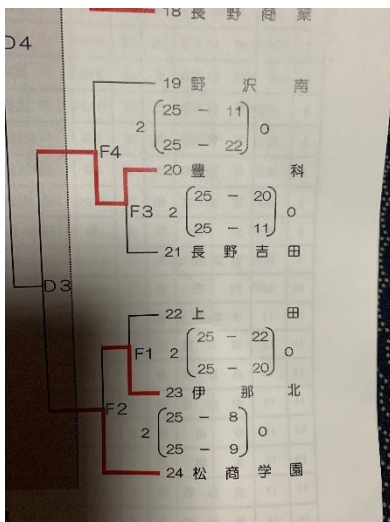 18 長野商業
D4
19 野沢南
25 - 11
2 0
25 - 22
F4
20 豊科
25 - 20
F3 2 0
25 - 11
21 長野吉田
D3
22 上田
25 - 22
F1 2 0
25 - 20
23 伊那北
F2
25 - 8
2 0
25 - 9
24 松商学園